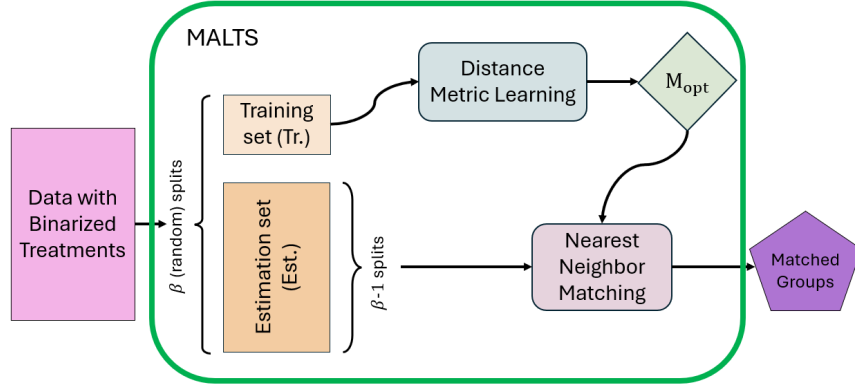 MALTS
Data with
Binarized
Treatments
β (random) splits
Training
set (Tr.)
Estimation set
(Est.)
β-1 splits
Distance
Metric Learning
Mopt
Nearest
Neighbor
Matching
Matched
Groups